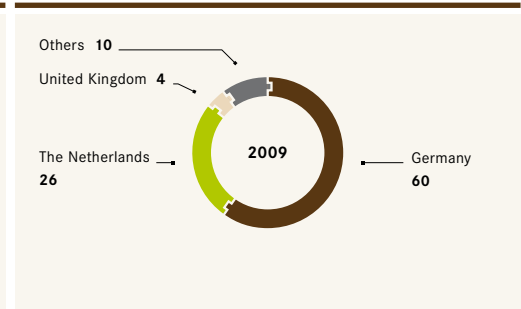 Others 10
United Kingdom 4
The Netherlands
26
2009
Germany
60